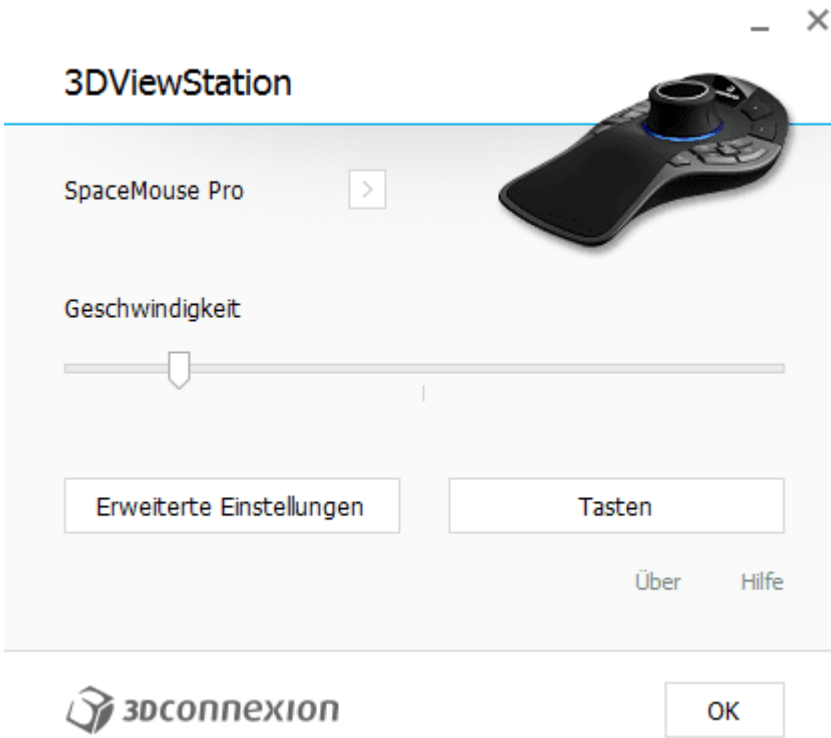 3DViewStation
SpaceMouse Pro
Geschwindigkeit
Erweiterte Einstellungen
Tasten
Über
Hilfe
3Dconnexion
OK